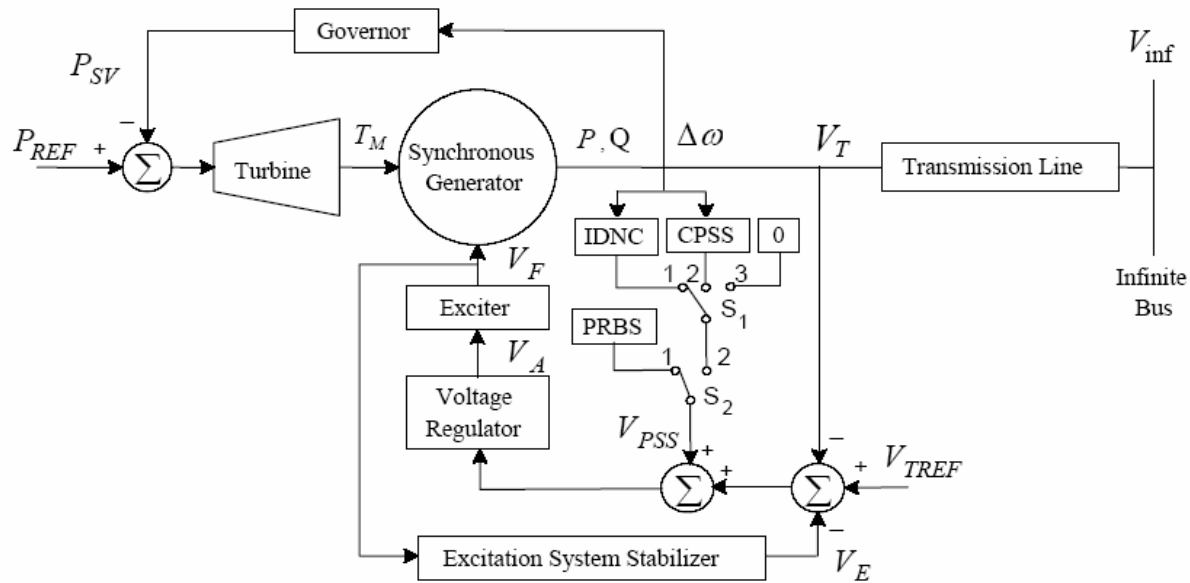 Governor
P_SV
V_inf
−
P_REF
+
Σ
Turbine
T_M
Synchronous
Generator
P, Q
Δω
V_T
Transmission Line
IDNC
CPSS
0
1
2
3
S_1
Infinite
Bus
V_F
Exciter
PRBS
V_A
1
2
S_2
Voltage
Regulator
V_PSS
+
+
Σ
−
+
V_TREF
Σ
−
V_E
Excitation System Stabilizer